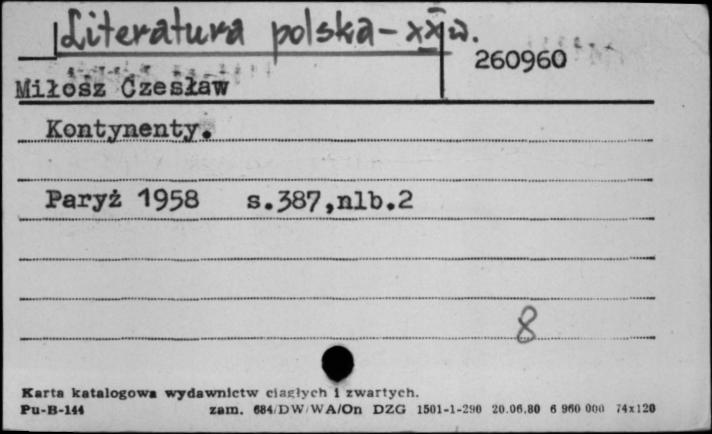 Literatura polska - XX w.
260960
Miłosz Czesław
Kontynenty.
Paryż 1958 s.387,nlb.2
8
Karta katalogowa wydawnictw ciągłych i zwartych.
Pu-B-144 zam. 684/DW/WA/On DZG 1501-1-290 20.06.80 6 960 000 74x120